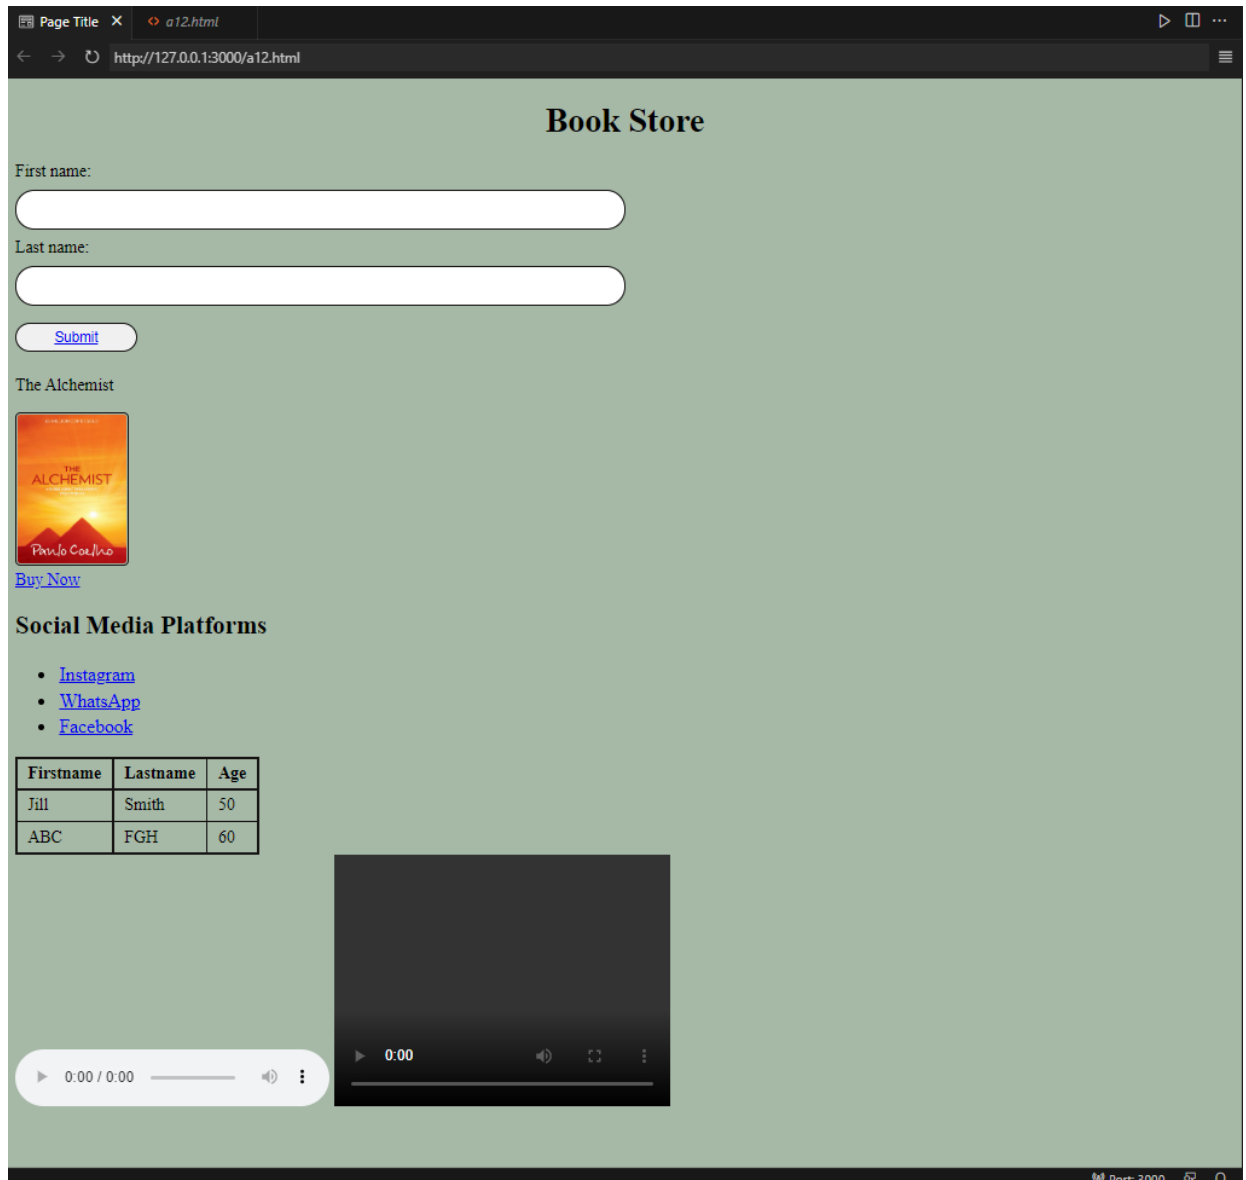 Page Title
a12.html
http://127.0.0.1:3000/a12.html
Book Store
First name:
Last name:
Submit
The Alchemist
THE
ALCHEMIST
Paulo Coelho
Buy Now
Social Media Platforms
Instagram
WhatsApp
Facebook
Firstname Lastname Age
Jill Smith 50
ABC FGH 60
0:00
0:00 / 0:00
Port: 3000